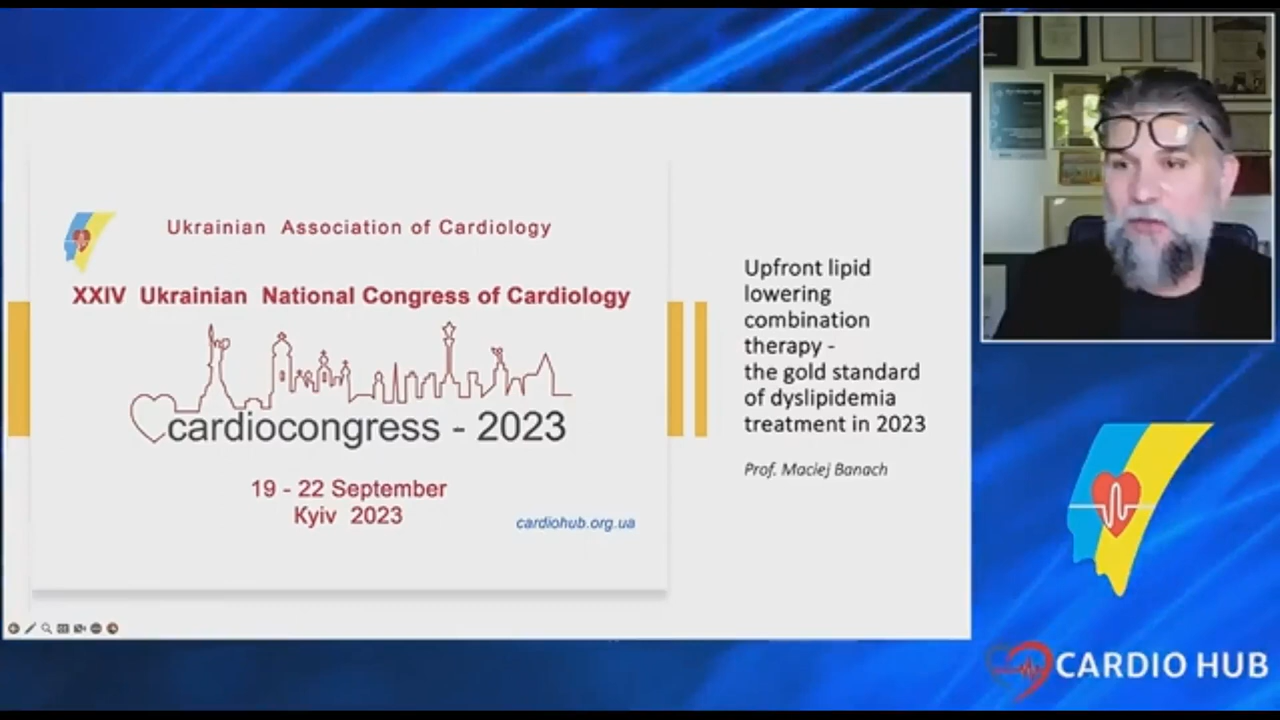 Ukrainian Association of Cardiology
XXIV Ukrainian National Congress of Cardiology
cardiocongress - 2023
19 - 22 September
Kyiv 2023
cardiohub.org.ua
Upfront lipid
lowering
combination
therapy -
the gold standard
of dyslipidemia
treatment in 2023
Prof. Maciej Banach
CARDIO HUB